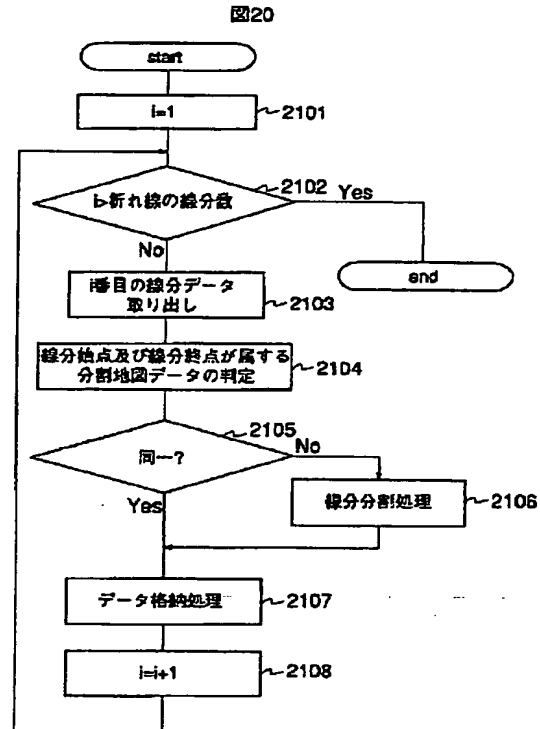 図20
start
i=1
2101
i>折れ線の線分数
2102
Yes
No
end
i番目の線分データ
取り出し
2103
線分始点及び線分終点が属する
分割地図データの判定
2104
同一?
2105
No
Yes
線分分割処理
2106
データ格納処理
2107
i=i+1
2108